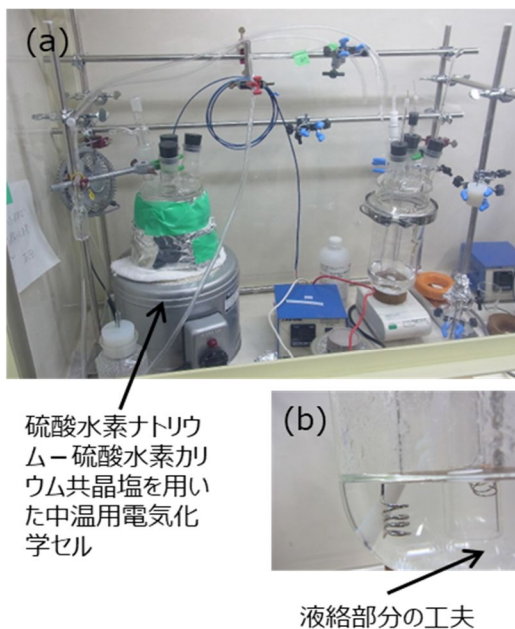 (a)
硫酸水素ナトリウ
ムー硫酸水素カリ
ウム共晶塩を用い
た中温用電気化
学セル
(b)
液絡部分の工夫